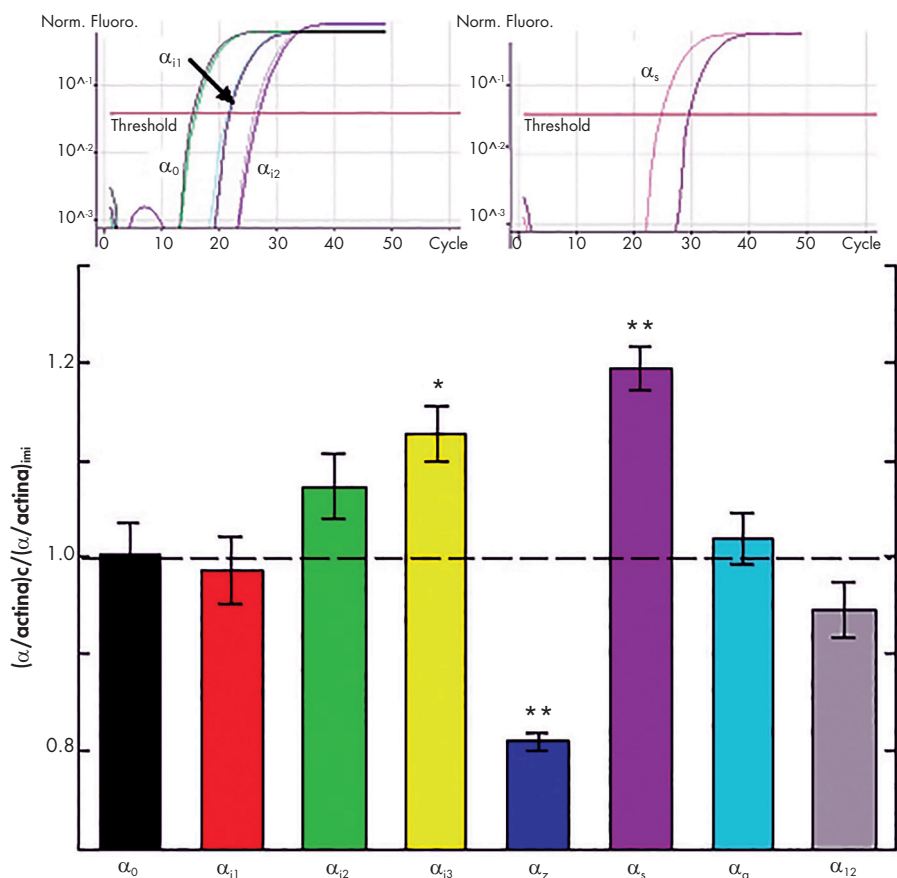 Norm. Fluoro.
10^-1
10^-2
10^-3
Threshold
αi1
α0
αi2
0 10 20 30 40 50 Cycle
Norm. Fluoro.
10^-1
10^-2
10^-3
Threshold
αs
0 10 20 30 40 50 Cycle
(α/actina)c/(α/actina)imi
1.2
1.0
0.8
*
**
**
α0 αi1 αi2 αi3 αz αs αq α12